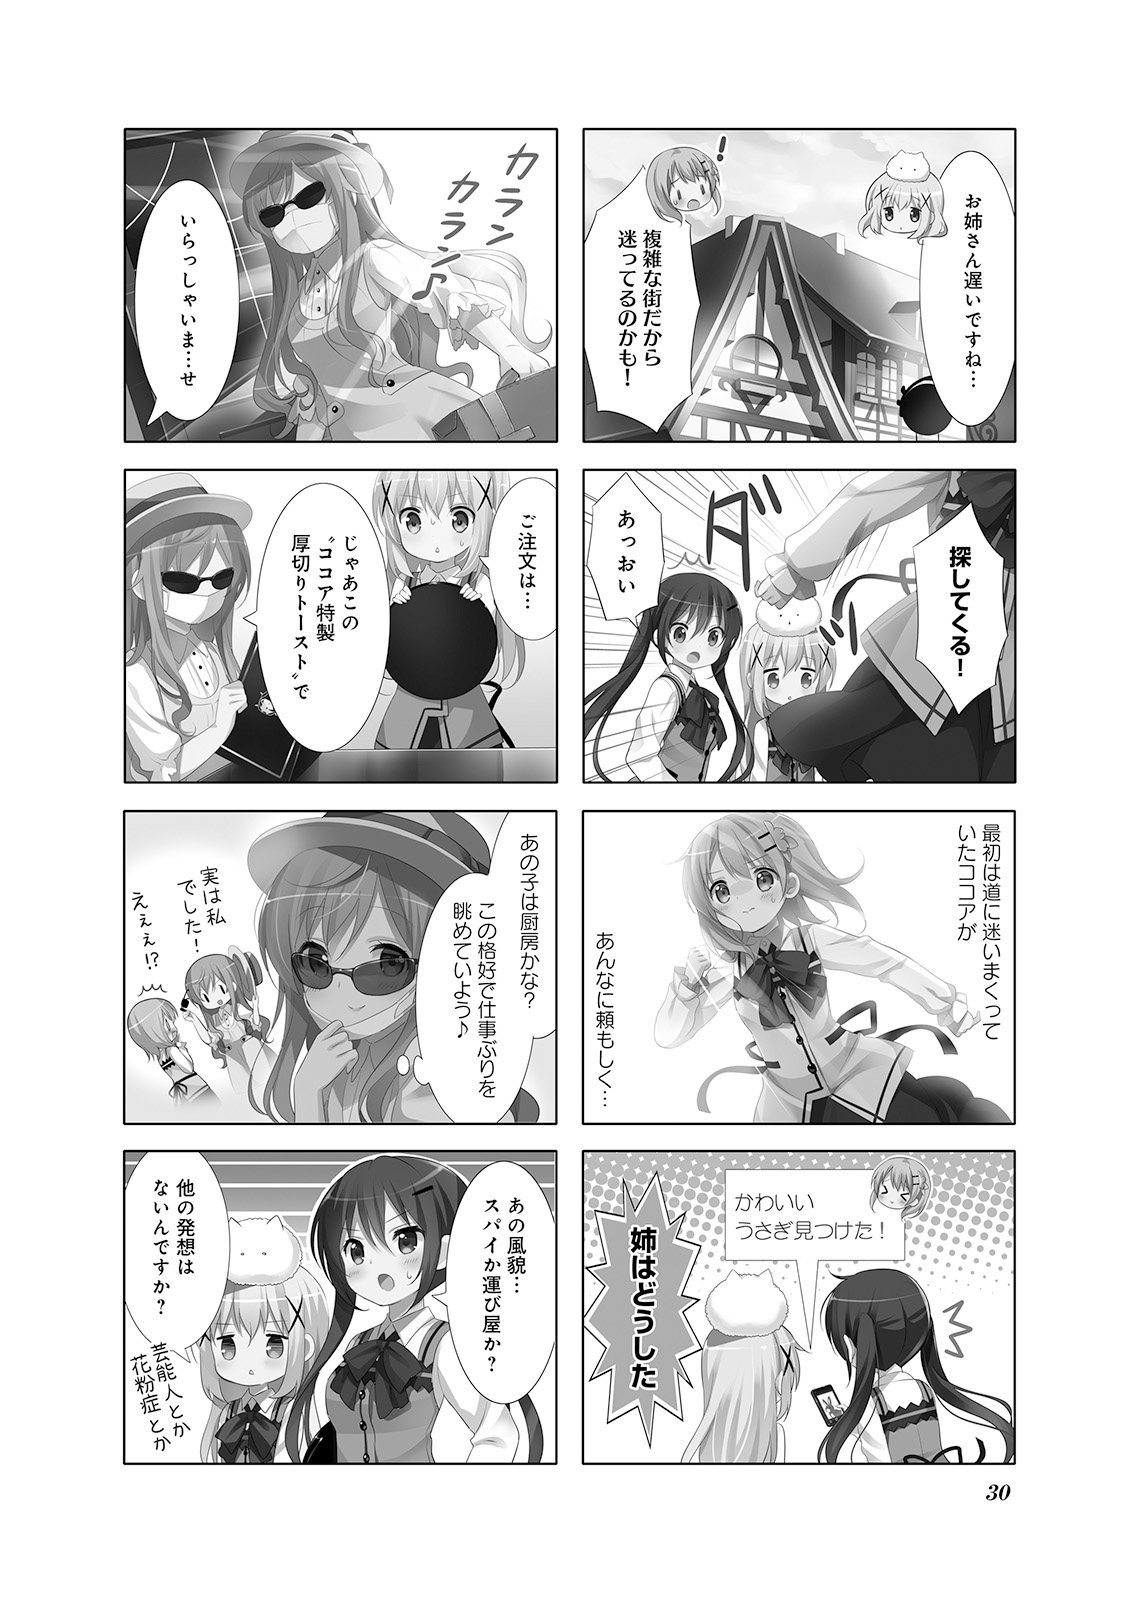 お姉さん遅いですね…
！
複雑な街だから
迷ってるのかも！
探してくる！
ダダ
あっおい
最初は道に迷いまくって
いたココアが
あんなに頼もしく…
かわいい
うさぎ見つけた！
姉はどうした
カラン
カラン♪
いらっしゃいま…せ
ご注文は…
じゃあこの
〝ココア特製
厚切りトースト〟で
あの子は厨房かな？
この格好で仕事ぶりを
眺めていよう♪
実は私
でした！
えぇぇ!?
あの風貌…
スパイか運び屋か？
他の発想は
ないんですか？
芸能人とか
花粉症とか
30